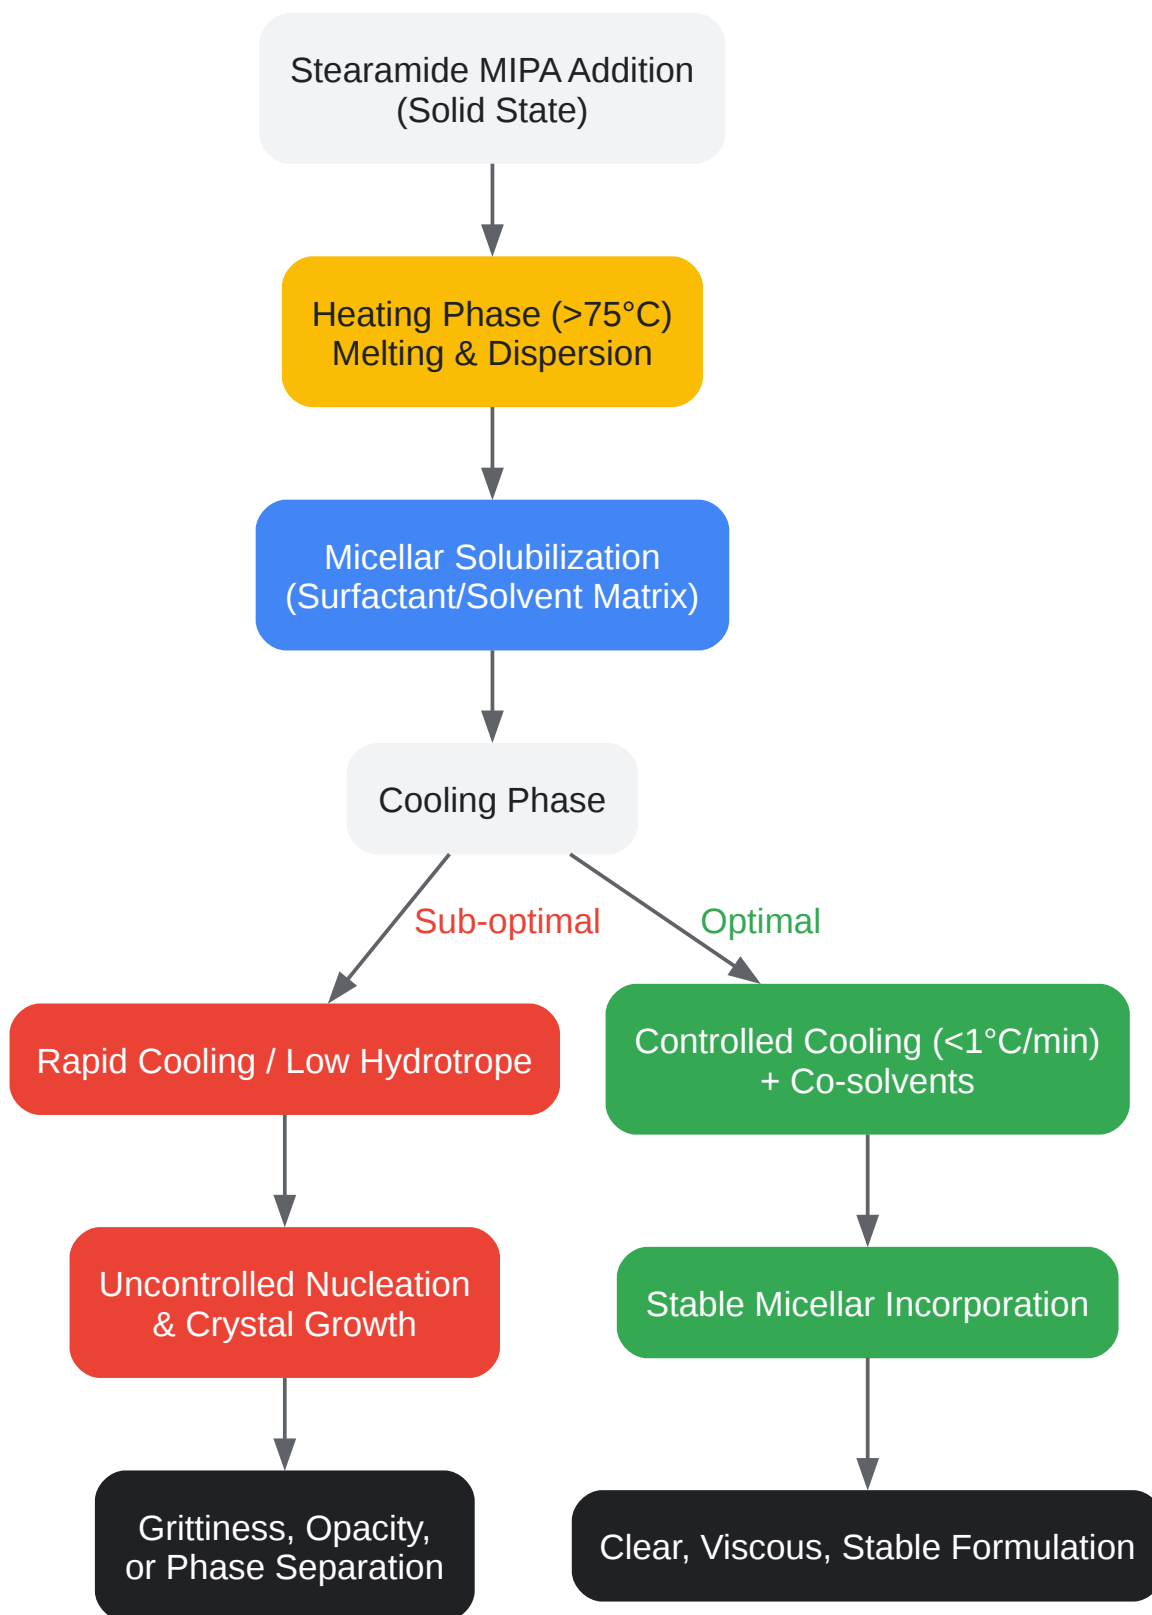 Stearamide MIPA Addition
(Solid State)
Heating Phase (>75°C)
Melting & Dispersion
Micellar Solubilization
(Surfactant/Solvent Matrix)
Cooling Phase
Sub-optimal
Optimal
Rapid Cooling / Low Hydrotrope
Controlled Cooling (<1°C/min)
+ Co-solvents
Uncontrolled Nucleation
& Crystal Growth
Stable Micellar Incorporation
Grittiness, Opacity,
or Phase Separation
Clear, Viscous, Stable Formulation